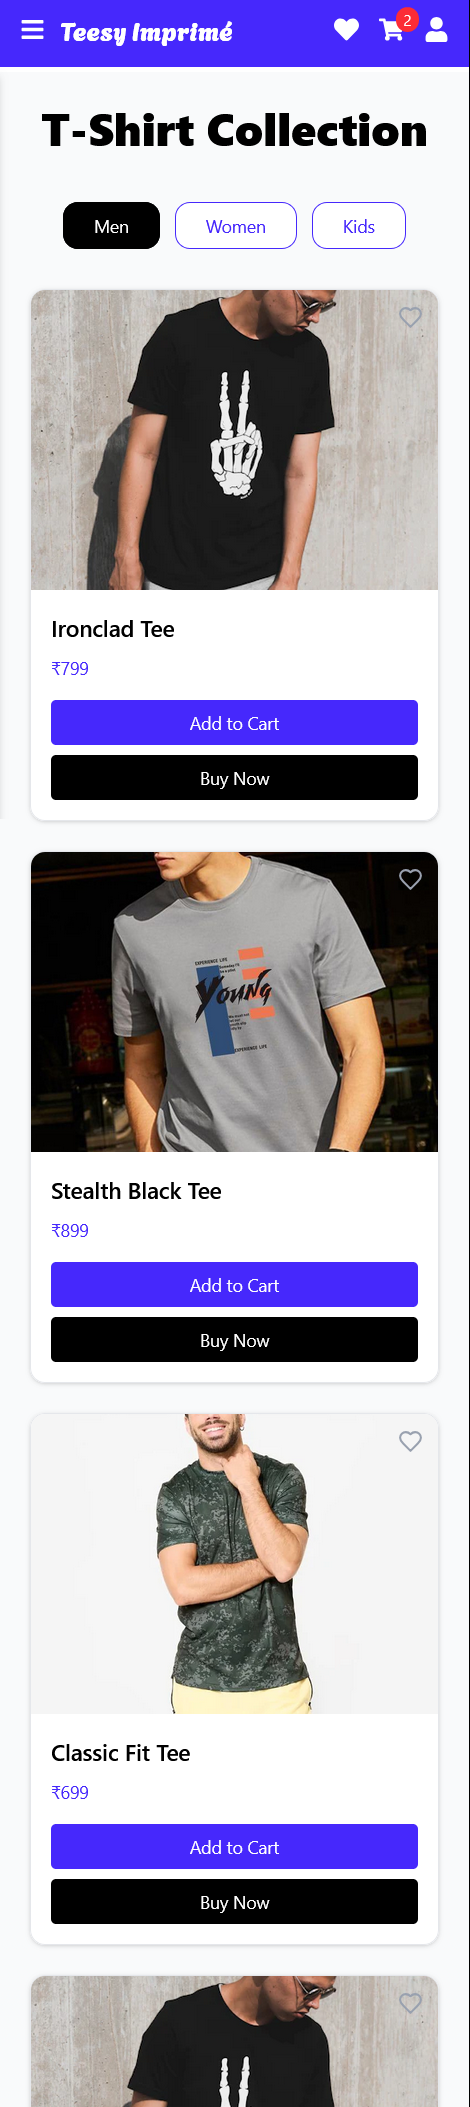 Teesy Imprimé
2
T-Shirt Collection
Men
Women
Kids
Ironclad Tee
₹799
Add to Cart
Buy Now
EXPERIENCE LIFE
Young
EXPERIENCE LIFE
Stealth Black Tee
₹899
Add to Cart
Buy Now
Classic Fit Tee
₹699
Add to Cart
Buy Now